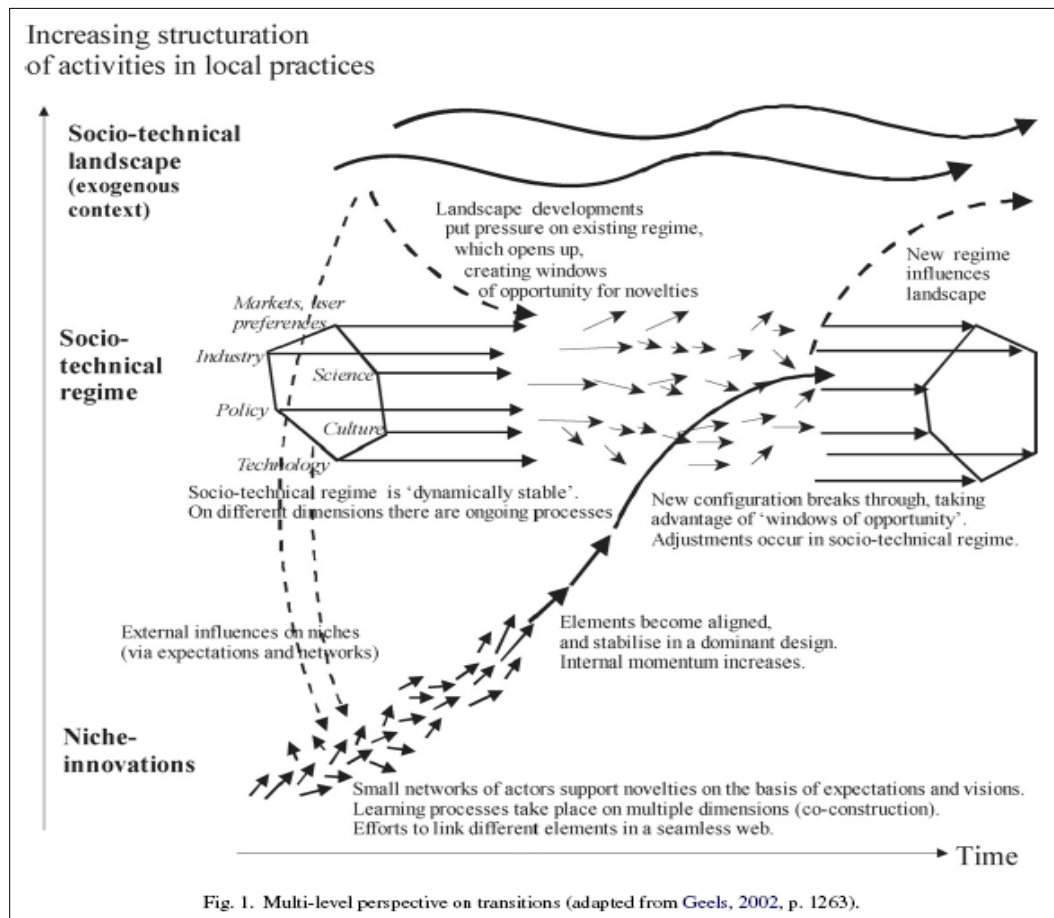 Increasing structuration
of activities in local practices
Socio-technical
landscape
(exogenous
context)
Landscape developments
put pressure on existing regime,
which opens up,
creating windows
of opportunity for novelties
New regime
influences
landscape
Markets, user
preferences
Socio-
technical
regime
Industry
Science
Policy
Culture
Technology
Socio-technical regime is ‘dynamically stable’.
On different dimensions there are ongoing processes
New configuration breaks through, taking
advantage of ‘windows of opportunity’.
Adjustments occur in socio-technical regime.
External influences on niches
(via expectations and networks)
Elements become aligned,
and stabilise in a dominant design.
Internal momentum increases.
Niche-
innovations
Small networks of actors support novelties on the basis of expectations and visions.
Learning processes take place on multiple dimensions (co-construction).
Efforts to link different elements in a seamless web.
Time
Fig. 1. Multi-level perspective on transitions (adapted from Geels, 2002, p. 1263).